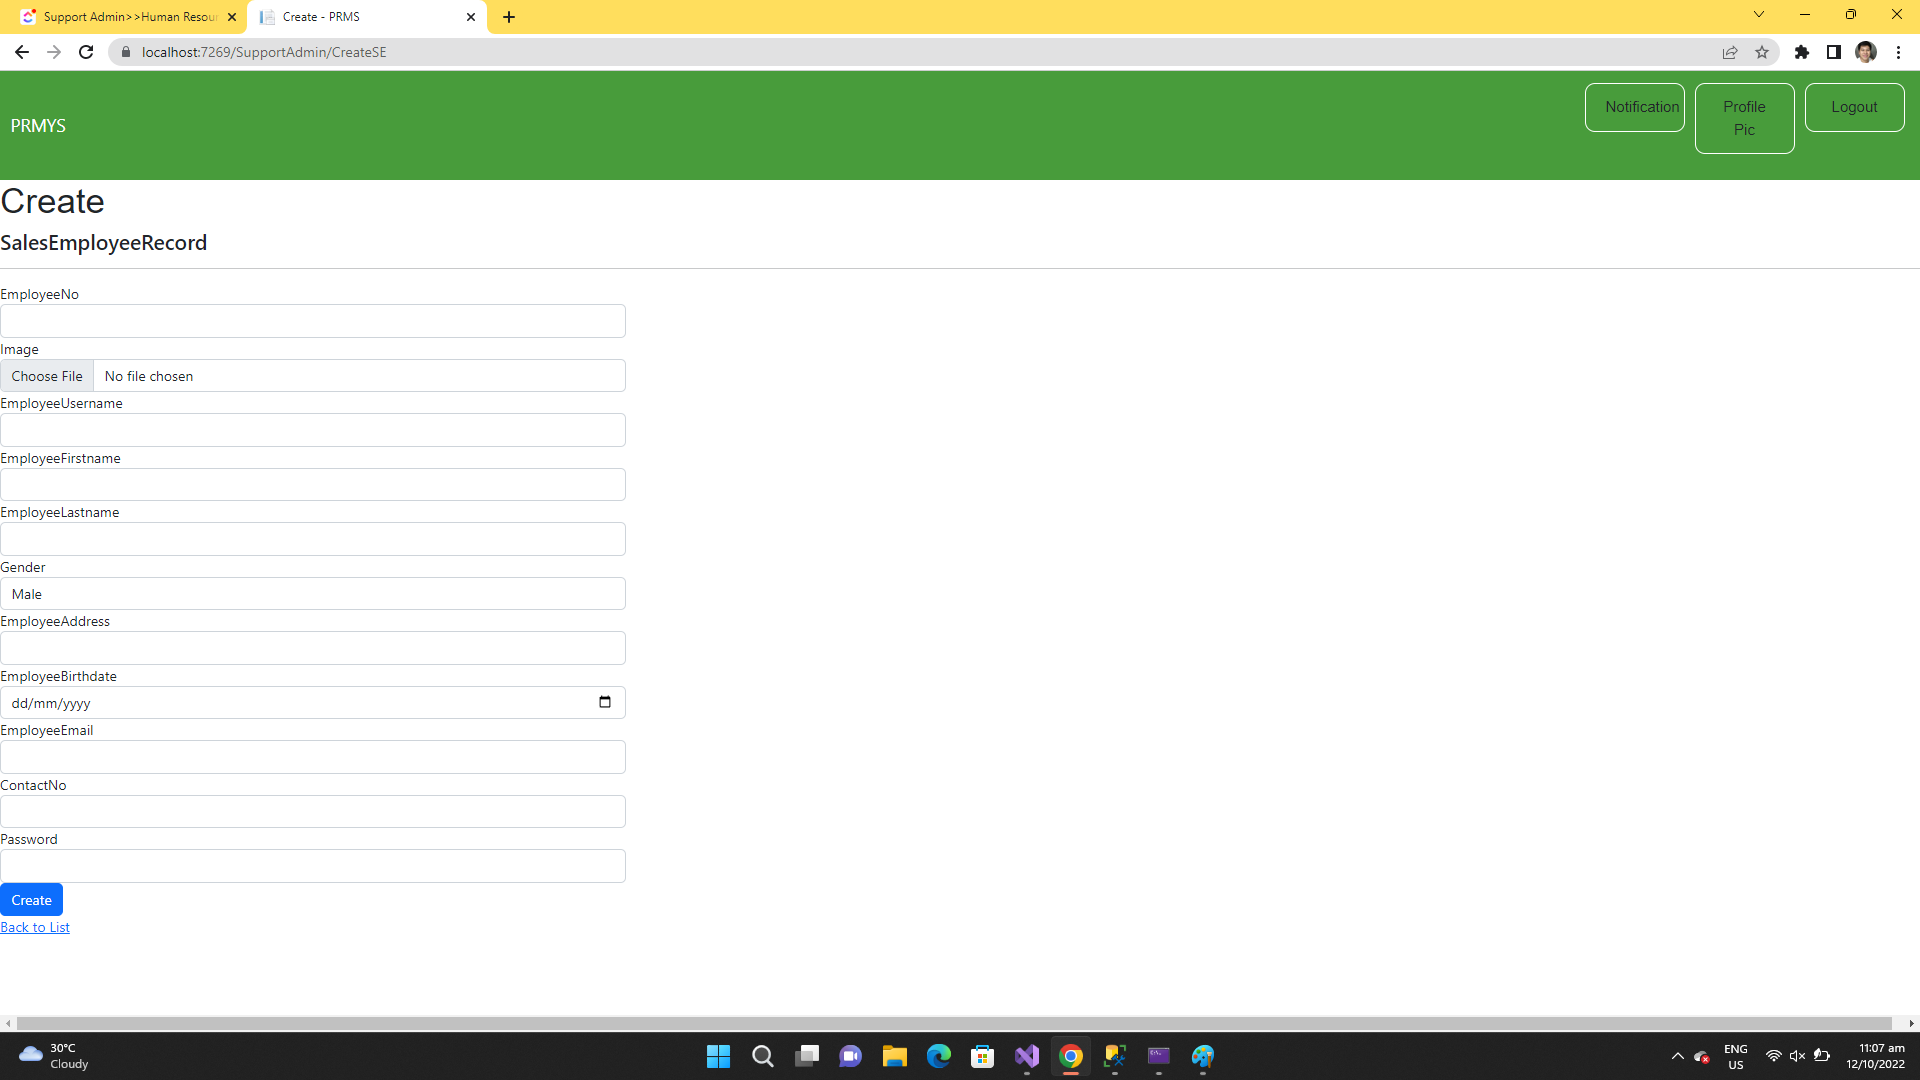 Support Admin>>Human Resou
Create - PRMS
localhost:7269/SupportAdmin/CreateSE
PRMYS
Notification
Profile
Pic
Logout
Create
SalesEmployeeRecord
EmployeeNo
Image
Choose File No file chosen
EmployeeUsername
EmployeeFirstname
EmployeeLastname
Gender
Male
EmployeeAddress
EmployeeBirthdate
dd/mm/yyyy
EmployeeEmail
ContactNo
Password
Create
Back to List
30°C
Cloudy
ENG
US
11:07 am
12/10/2022